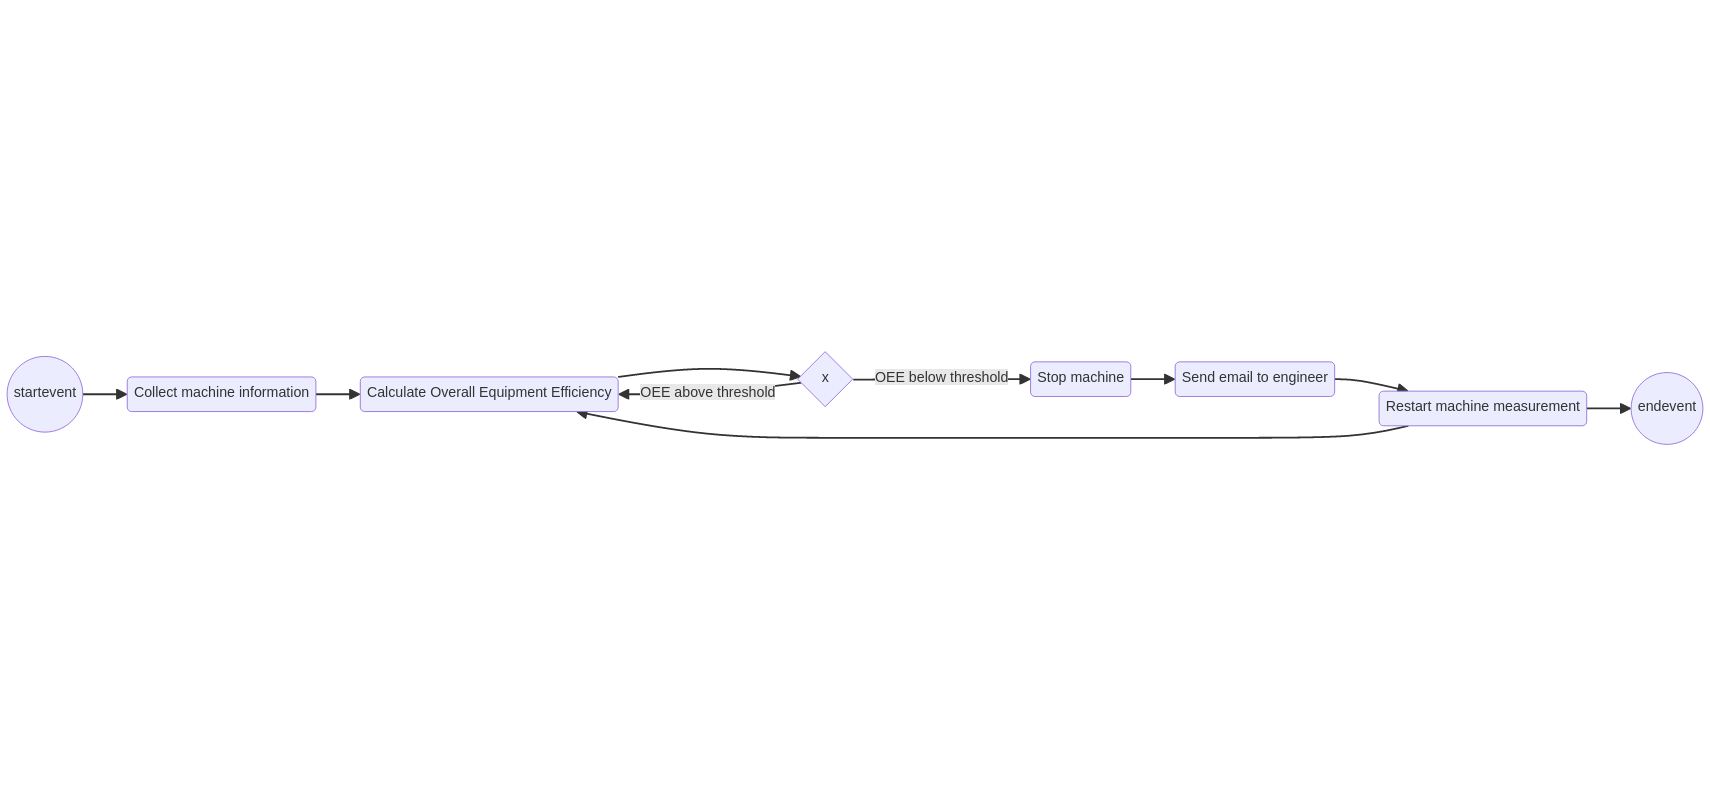 startevent
Collect machine information
Calculate Overall Equipment Efficiency
OEE above threshold
x
OEE below threshold
Stop machine
Send email to engineer
Restart machine measurement
endevent